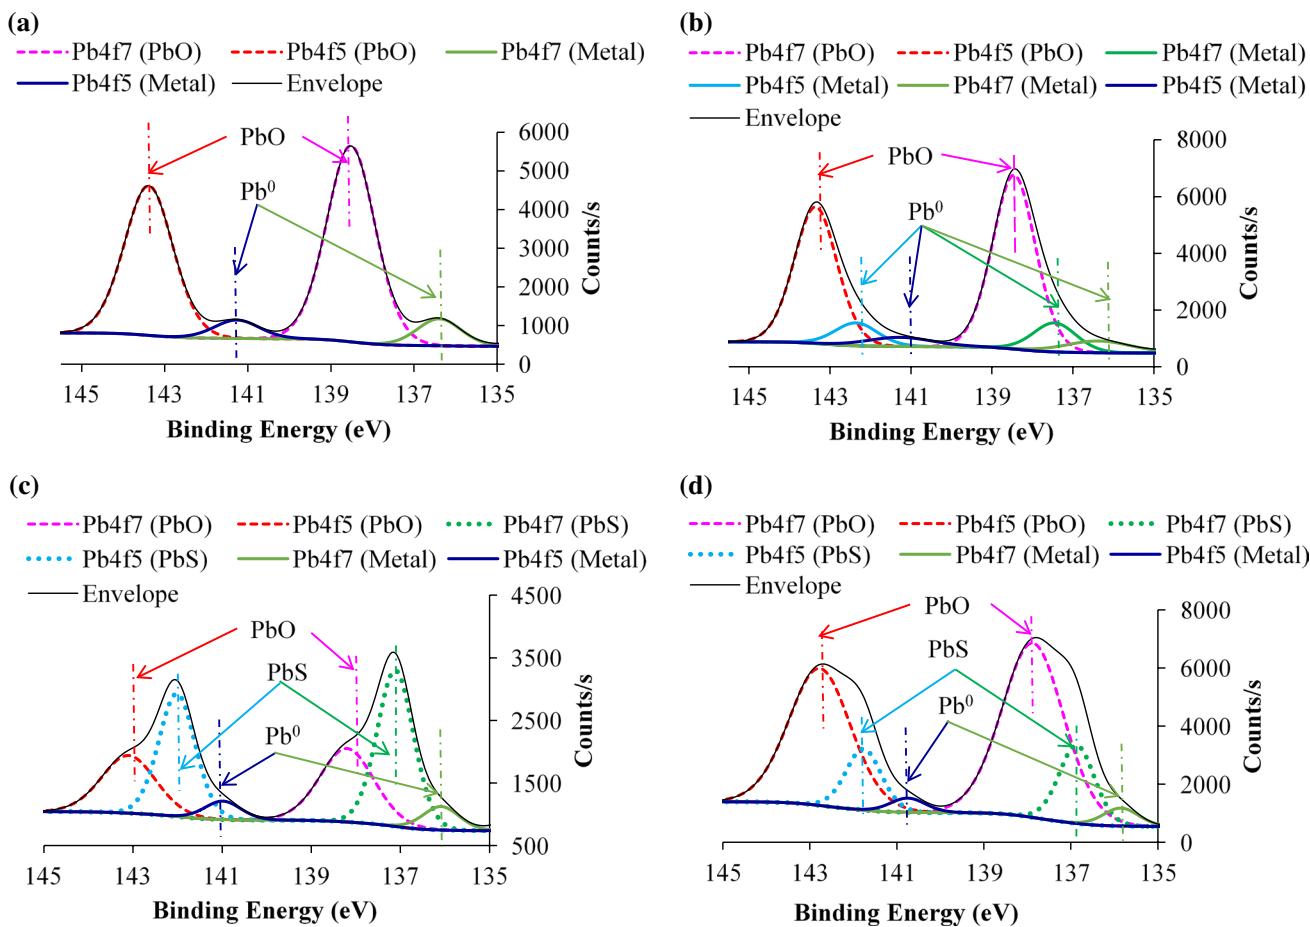 (a)
Pb4f7 (PbO) Pb4f5 (PbO) Pb4f7 (Metal)
Pb4f5 (Metal) Envelope
PbO
Pb⁰
6000
5000
4000
3000
2000
1000
0
Counts/s
145 143 141 139 137 135
Binding Energy (eV)
(b)
Pb4f7 (PbO) Pb4f5 (PbO) Pb4f7 (Metal)
Pb4f5 (Metal) Pb4f7 (Metal) Pb4f5 (Metal)
Envelope
PbO
Pb⁰
8000
6000
4000
2000
0
Counts/s
145 143 141 139 137 135
Binding Energy (eV)
(c)
Pb4f7 (PbO) Pb4f5 (PbO) Pb4f7 (PbS)
Pb4f5 (PbS) Pb4f7 (Metal) Pb4f5 (Metal)
Envelope
PbO
PbS
Pb⁰
4500
3500
2500
1500
500
Counts/s
145 143 141 139 137 135
Binding Energy (eV)
(d)
Pb4f7 (PbO) Pb4f5 (PbO) Pb4f7 (PbS)
Pb4f5 (PbS) Pb4f7 (Metal) Pb4f5 (Metal)
Envelope
PbO
PbS
Pb⁰
8000
6000
4000
2000
0
Counts/s
145 143 141 139 137 135
Binding Energy (eV)